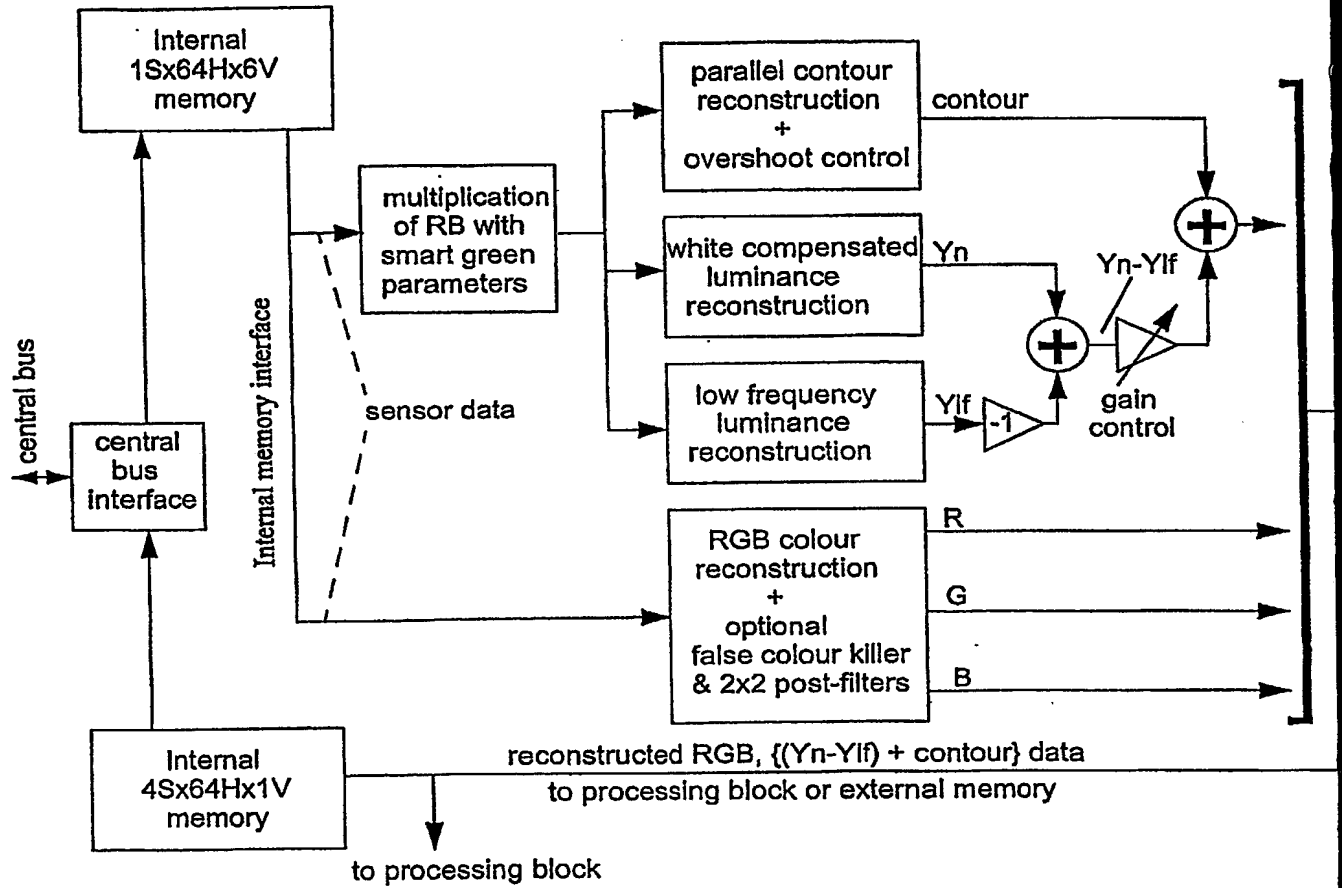 Internal
1Sx64Hx6V
memory
parallel contour
reconstruction
+
overshoot control
contour
multiplication
of RB with
smart green
parameters
white compensated
luminance
reconstruction
Yn
Yn-Ylf
+
+
low frequency
luminance
reconstruction
Ylf
-1
gain
control
central bus
Internal memory interface
sensor data
central
bus
interface
RGB colour
reconstruction
+
optional
false colour killer
& 2x2 post-filters
R
G
B
Internal
4Sx64Hx1V
memory
reconstructed RGB, {(Yn-Ylf) + contour} data
to processing block or external memory
to processing block